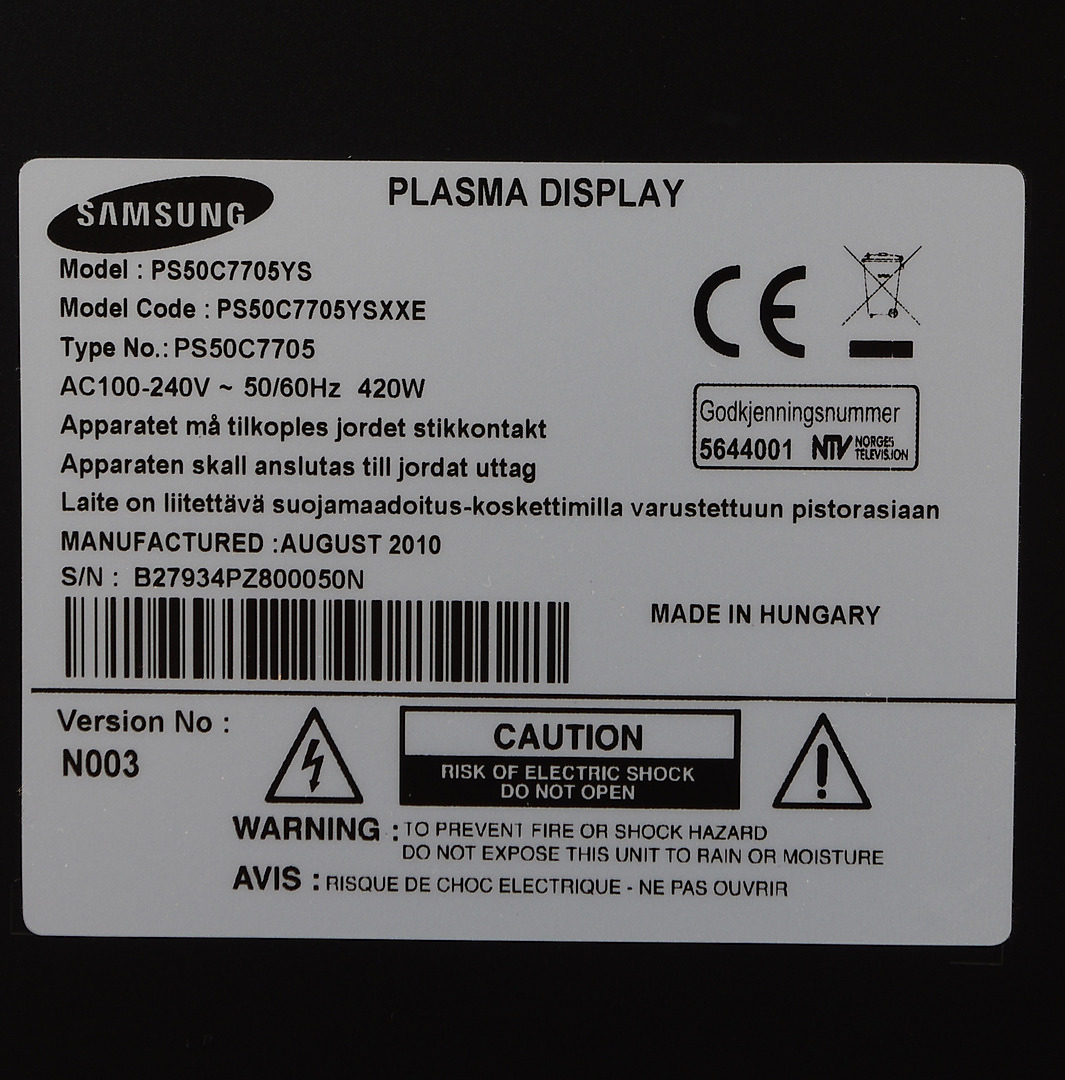 SAMSUNG
PLASMA DISPLAY
Model : PS50C7705YS
Model Code : PS50C7705YSXXE
Type No.: PS50C7705
AC100-240V ~ 50/60Hz 420W
Apparatet må tilkoples jordet stikkontakt
Apparaten skall anslutas till jordat uttag
Laite on liitettävä suojamaadoitus-koskettimilla varustettuun pistorasiaan
MANUFACTURED :AUGUST 2010
S/N : B27934PZ800050N
CE
Godkjenningsnummer
5644001 NTV NORGES
TELEVISJON
MADE IN HUNGARY
Version No :
N003
CAUTION
RISK OF ELECTRIC SHOCK
DO NOT OPEN
WARNING : TO PREVENT FIRE OR SHOCK HAZARD
DO NOT EXPOSE THIS UNIT TO RAIN OR MOISTURE
AVIS : RISQUE DE CHOC ELECTRIQUE - NE PAS OUVRIR